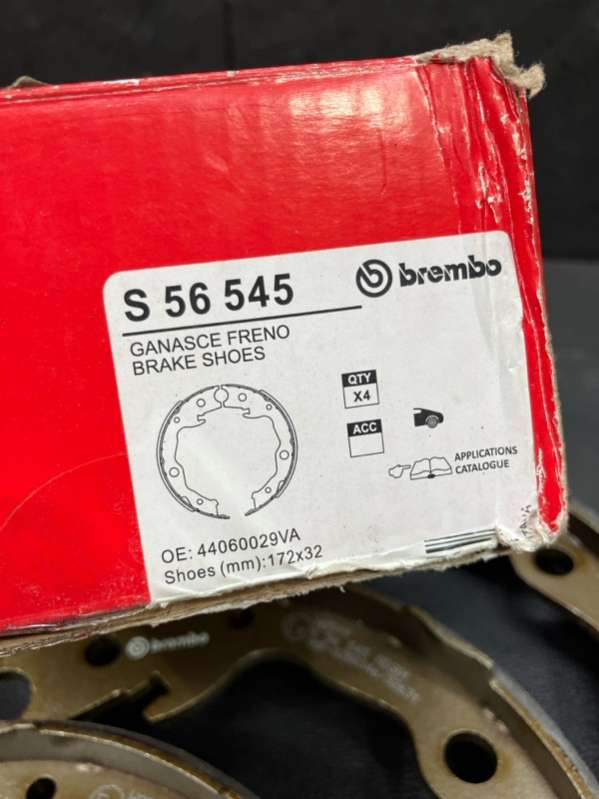 S 56 545
brembo
GANASCE FRENO
BRAKE SHOES
QTY
X4
ACC
APPLICATIONS
CATALOGUE
OE: 44060029VA
Shoes (mm):172x32
brembo